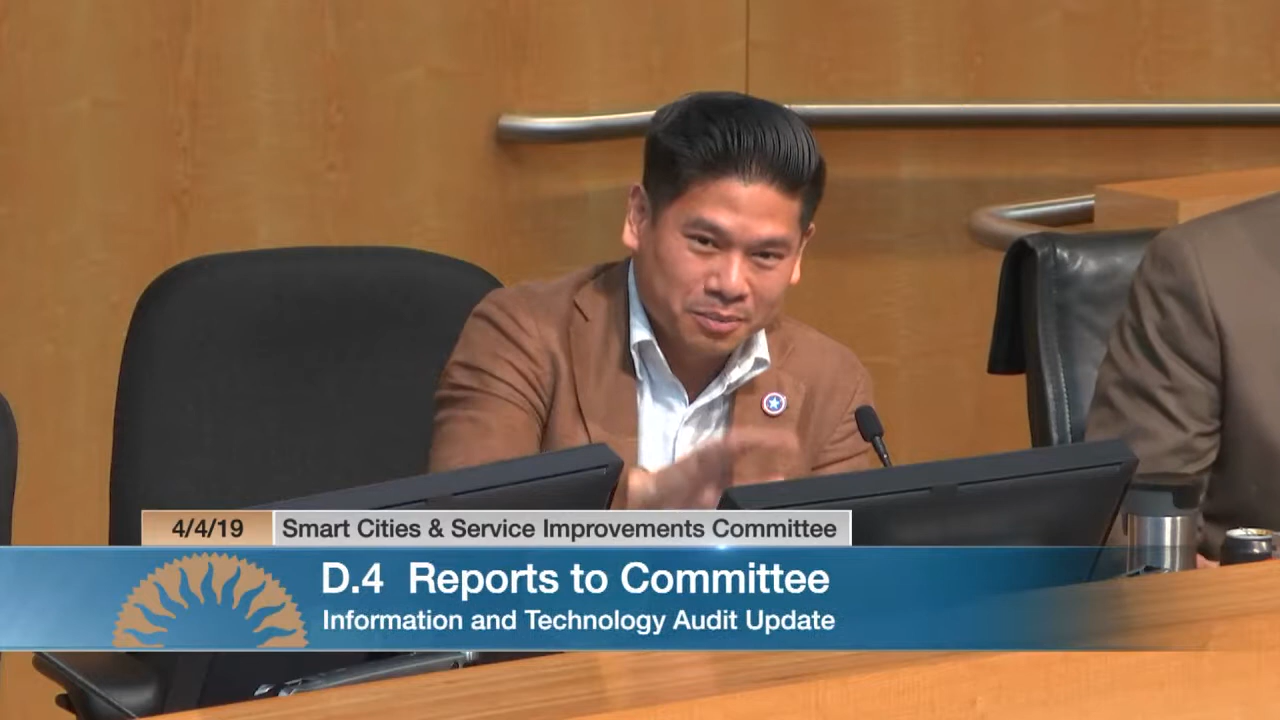 4/4/19 Smart Cities & Service Improvements Committee
D.4 Reports to Committee
Information and Technology Audit Update